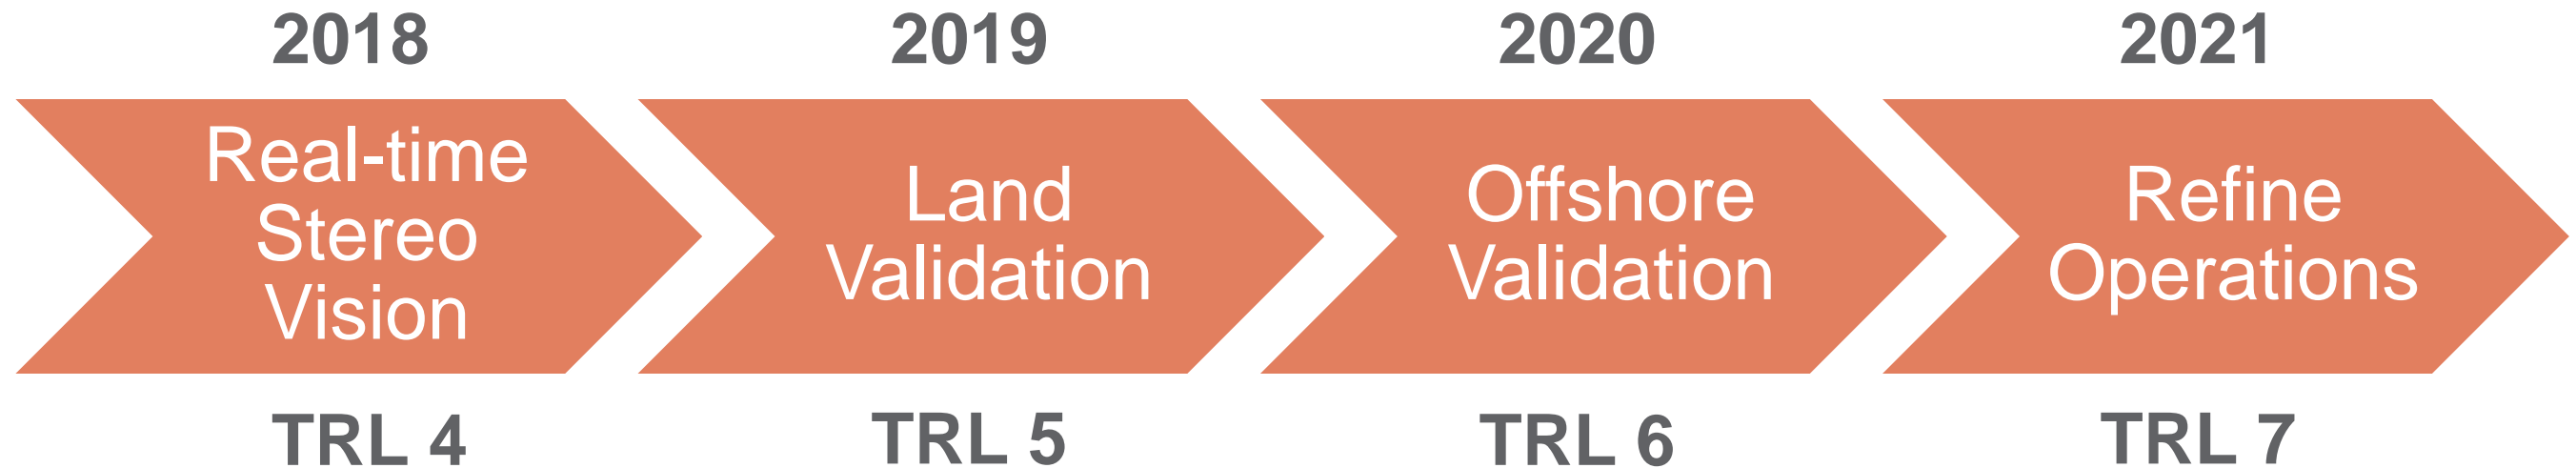 2018
2019
2020
2021
Real-time
Stereo
Vision
Land
Validation
Offshore
Validation
Refine
Operations
TRL 4
TRL 5
TRL 6
TRL 7